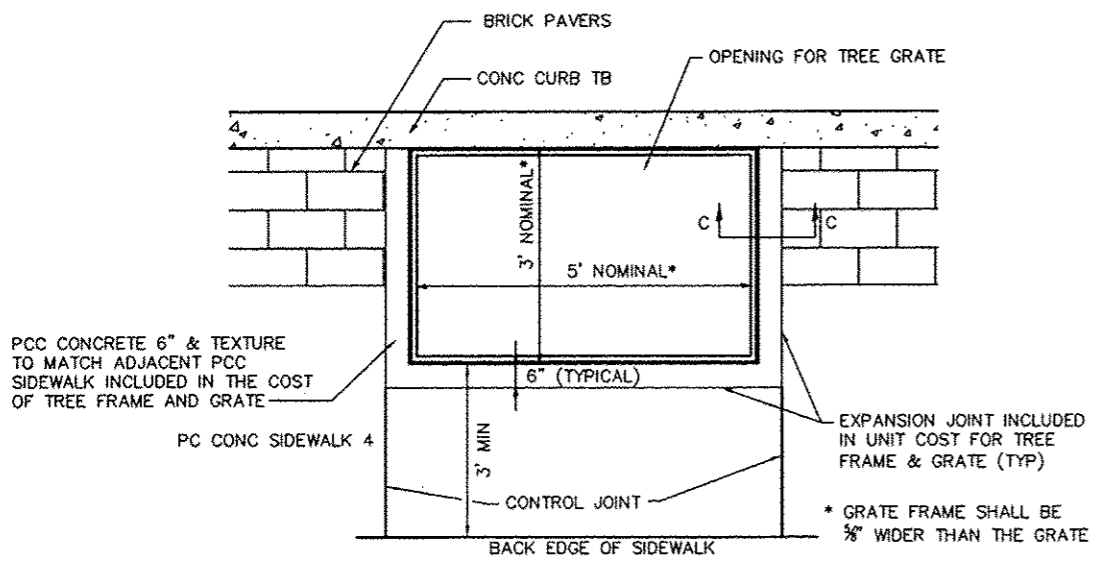 BRICK PAVERS
OPENING FOR TREE GRATE
CONC CURB TB
3' NOMINAL*
C
C
5' NOMINAL*
PCC CONCRETE 6" & TEXTURE
TO MATCH ADJACENT PCC
SIDEWALK INCLUDED IN THE COST
OF TREE FRAME AND GRATE
6" (TYPICAL)
PC CONC SIDEWALK 4
3' MIN
EXPANSION JOINT INCLUDED
IN UNIT COST FOR TREE
FRAME & GRATE (TYP)
CONTROL JOINT
* GRATE FRAME SHALL BE
⅝" WIDER THAN THE GRATE
BACK EDGE OF SIDEWALK